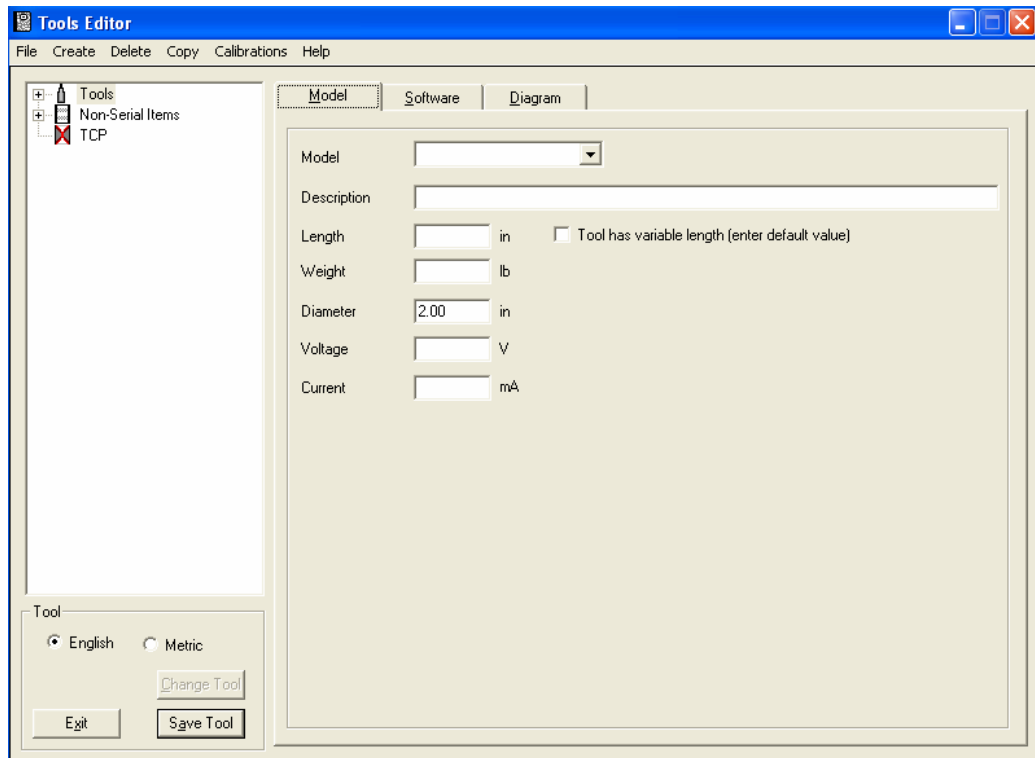 Tools Editor
File Create Delete Copy Calibrations Help
Tools
Non-Serial Items
TCP
Model Software Diagram
Model
Description
Length in Tool has variable length (enter default value)
Weight lb
Diameter 2.00 in
Voltage V
Current mA
Tool
English Metric
Change Tool
Exit Save Tool